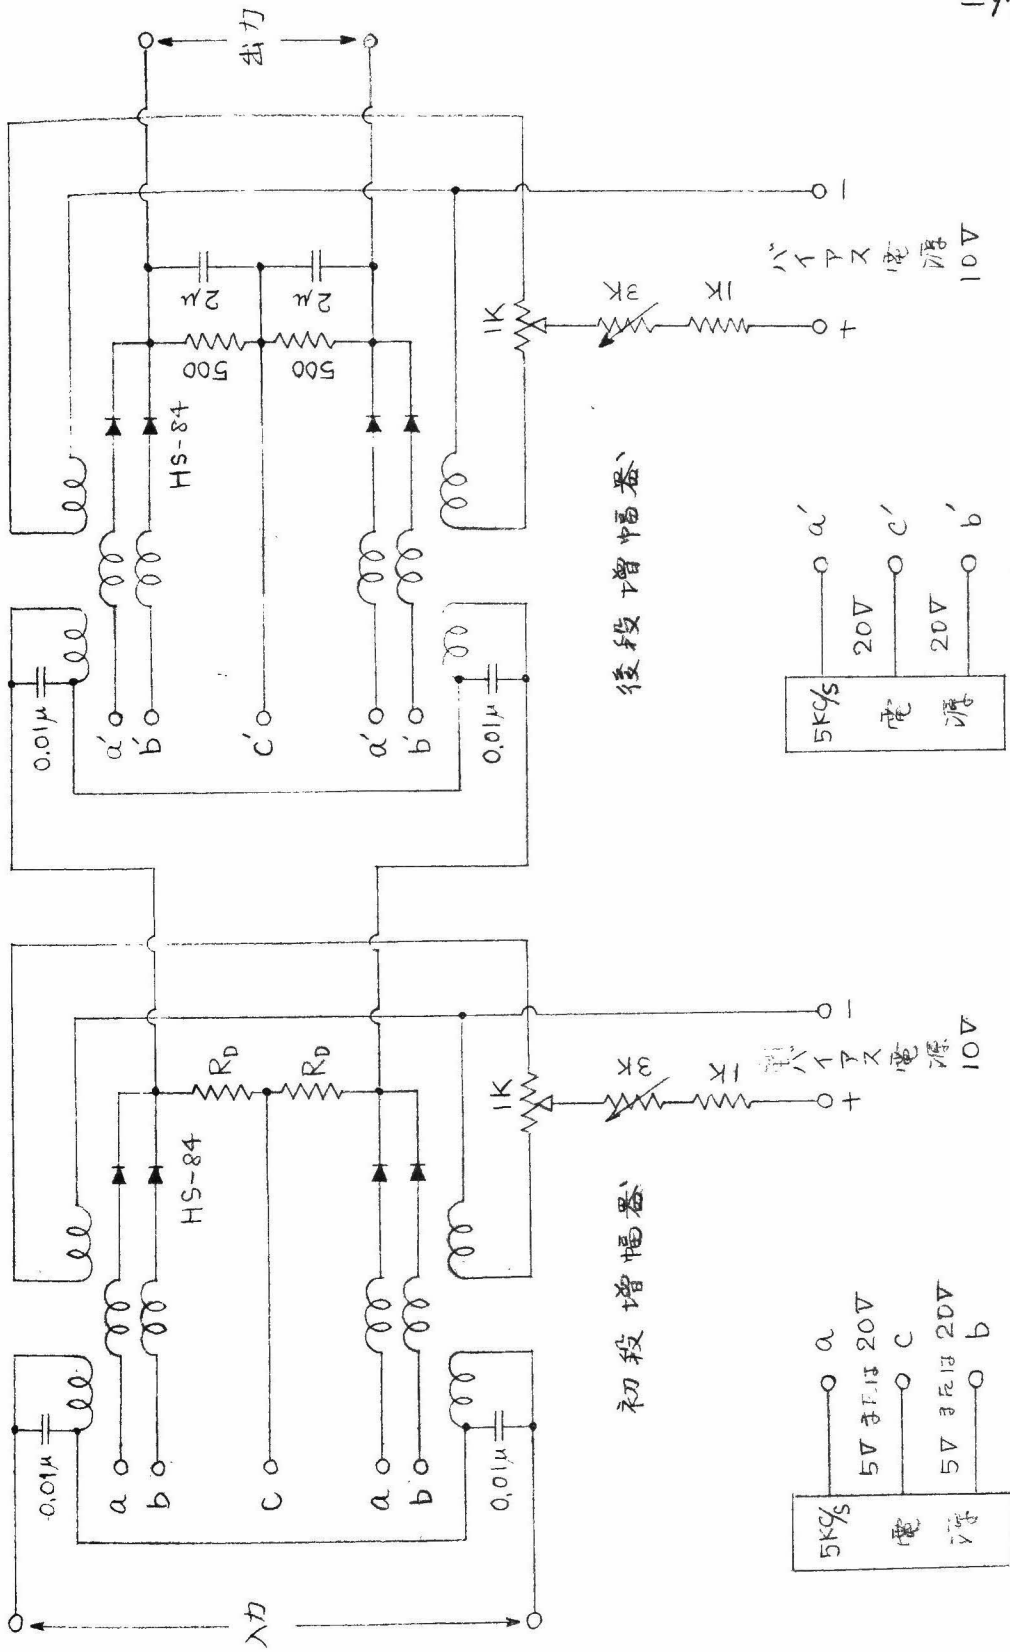 入力
0.01μ
a
b
c
a
b
0.01μ
HS-84
R_D
R_D
1K
3K
1K
+
−
バイアス電源
10V
初段増幅器
5KC/S
電源
a
5V または 20V
c
5V または 20V
b
0.01μ
a′
b′
c′
a′
b′
0.01μ
HS-84
500
500
2μ
2μ
1K
3K
1K
+
−
バイアス電源
10V
後段増幅器
5KC/S
電源
a′
20V
c′
20V
b′
出力